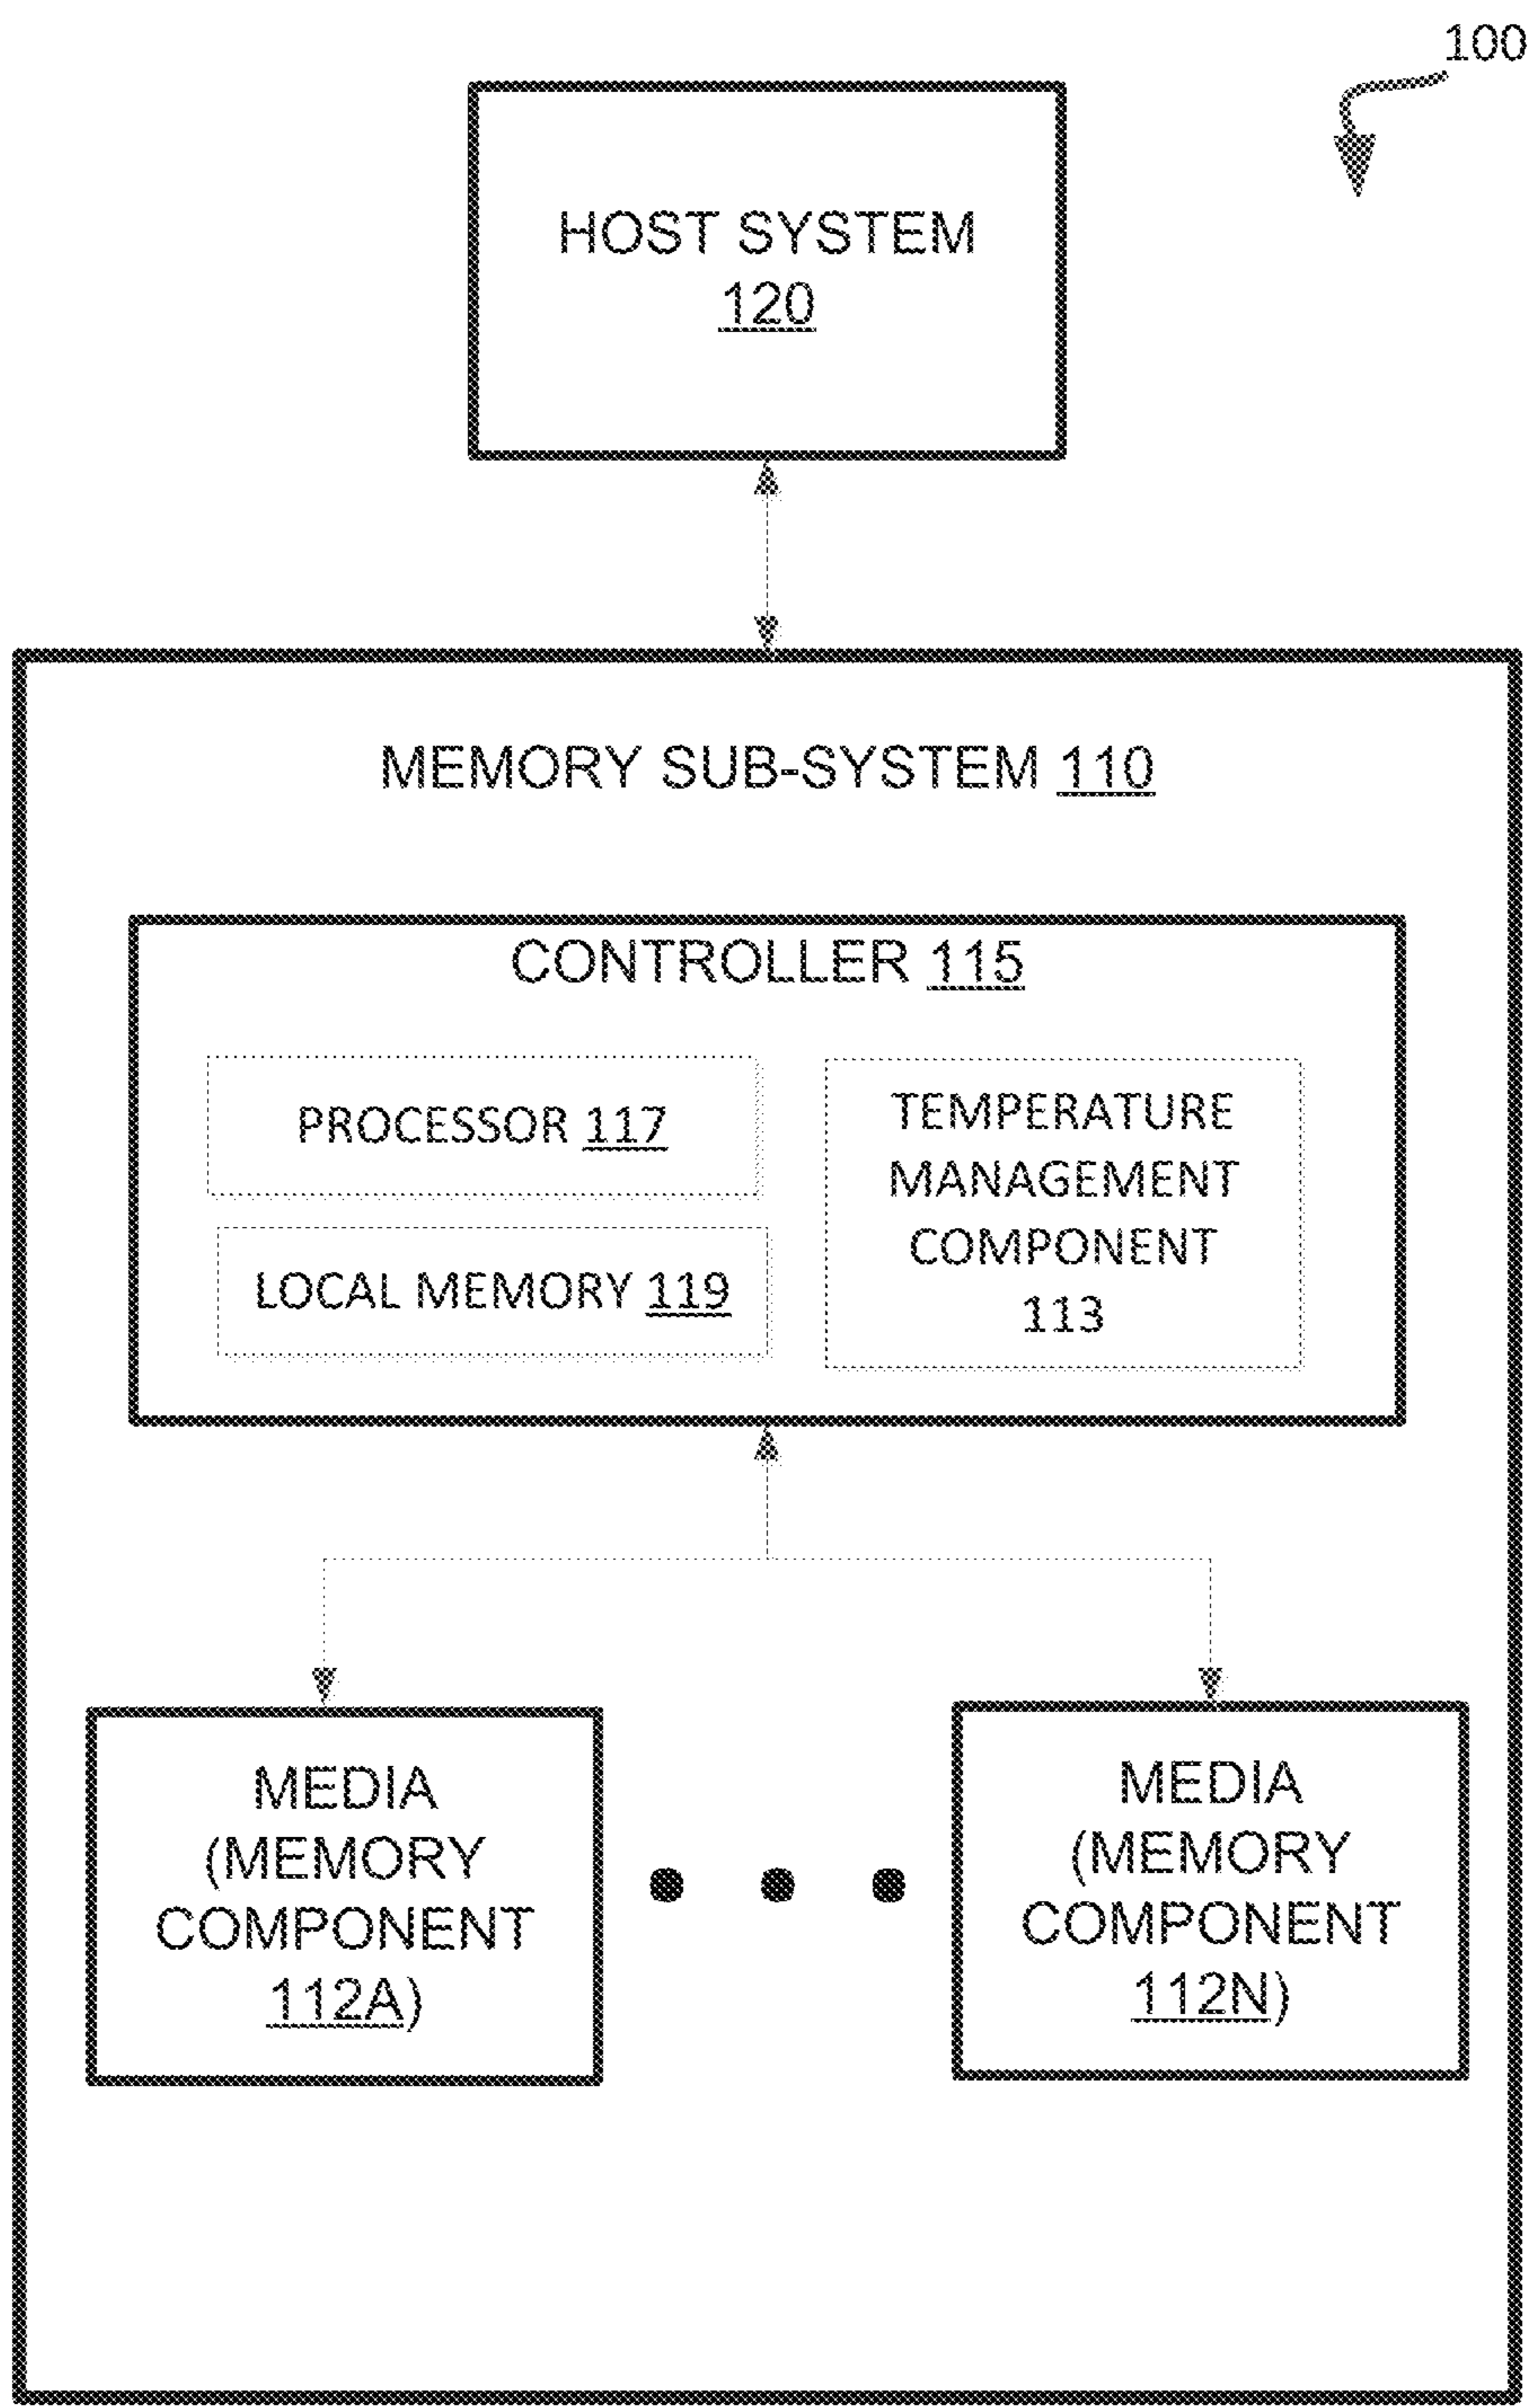 100
HOST SYSTEM
120
MEMORY SUB-SYSTEM 110
CONTROLLER 115
PROCESSOR 117
LOCAL MEMORY 119
TEMPERATURE
MANAGEMENT
COMPONENT
113
MEDIA
(MEMORY
COMPONENT
112A)
MEDIA
(MEMORY
COMPONENT
112N)